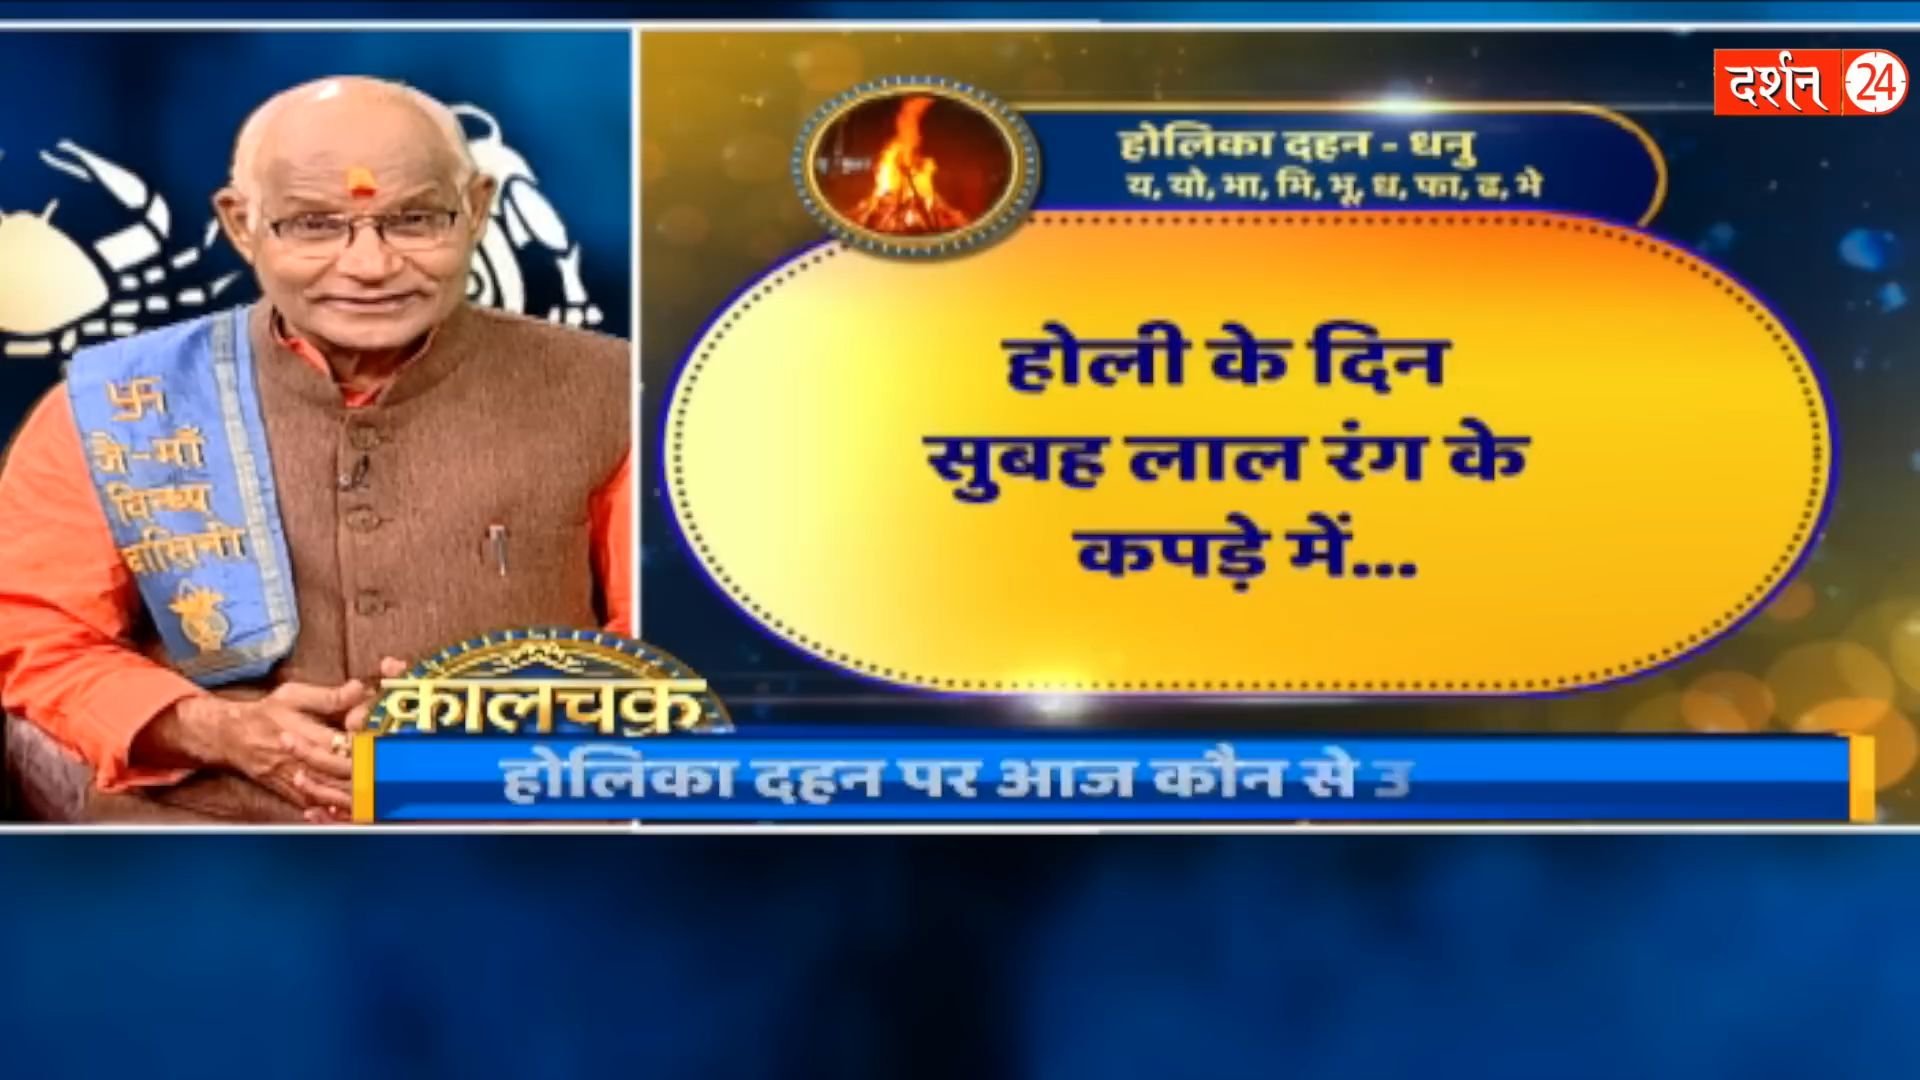 दर्शन 24
होलिका दहन - धनु
य, यो, भा, भि, भू, ध, फा, ढ, भे
होली के दिन
सुबह लाल रंग के
कपड़े में...
जै-माँ
विन्ध्य
वासिनी
कालचक्र
होलिका दहन पर आज कौन से उ